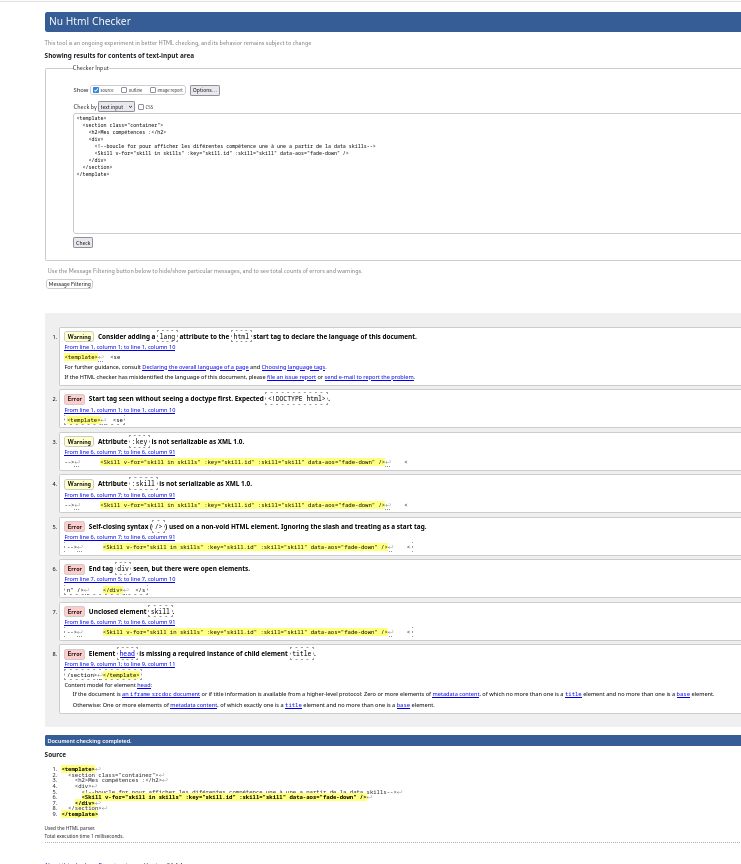 Nu Html Checker
This tool is an ongoing experiment in better HTML checking, and its behavior remains subject to change
Showing results for contents of text-input area
Checker Input
Show source outline image report Options...
Check by text input CSS
<template>
<section class="container">
<h2>Mes compétences :</h2>
<div>
<!--boucle for pour afficher les diférentes compétence une à une a partir de la data skills-->
<Skill v-for="skill in skills" :key="skill.id" :skill="skill" data-aos="fade-down" />
</div>
</section>
</template>
Check
Use the Message Filtering button below to hide/show particular messages, and to see total counts of errors and warnings.
Message Filtering
1. Warning Consider adding a lang attribute to the html start tag to declare the language of this document.
From line 1, column 1; to line 1, column 10
<template>↩ <se
For further guidance, consult Declaring the overall language of a page and Choosing language tags.
If the HTML checker has misidentified the language of this document, please file an issue report or send e-mail to report the problem.
2. Error Start tag seen without seeing a doctype first. Expected <!DOCTYPE html>.
From line 1, column 1; to line 1, column 10
<template>↩ <se
3. Warning Attribute :key is not serializable as XML 1.0.
From line 6, column 7; to line 6, column 91
-->↩ <Skill v-for="skill in skills" :key="skill.id" :skill="skill" data-aos="fade-down" />↩ <
4. Warning Attribute :skill is not serializable as XML 1.0.
From line 6, column 7; to line 6, column 91
-->↩ <Skill v-for="skill in skills" :key="skill.id" :skill="skill" data-aos="fade-down" />↩ <
5. Error Self-closing syntax (/>) used on a non-void HTML element. Ignoring the slash and treating as a start tag.
From line 6, column 7; to line 6, column 91
-->↩ <Skill v-for="skill in skills" :key="skill.id" :skill="skill" data-aos="fade-down" />↩ <
6. Error End tag div seen, but there were open elements.
From line 7, column 5; to line 7, column 10
n" />↩ </div>↩ </s
7. Error Unclosed element skill.
From line 6, column 7; to line 6, column 91
-->↩ <Skill v-for="skill in skills" :key="skill.id" :skill="skill" data-aos="fade-down" />↩ <
8. Error Element head is missing a required instance of child element title.
From line 9, column 1; to line 9, column 11
/section>↩</template>
Content model for element head:
If the document is an iframe srcdoc document or if title information is available from a higher-level protocol: Zero or more elements of metadata content, of which no more than one is a title element and no more than one is a base element.
Otherwise: One or more elements of metadata content, of which exactly one is a title element and no more than one is a base element.
Document checking completed.
Source
1. <template>↩
2. <section class="container">↩
3. <h2>Mes compétences :</h2>↩
4. <div>↩
5. <!--boucle for pour afficher les diférentes compétence une à une a partir de la data skills-->↩
6. <Skill v-for="skill in skills" :key="skill.id" :skill="skill" data-aos="fade-down" />↩
7. </div>↩
8. </section>↩
9. </template>
Used the HTML parser.
Total execution time 1 milliseconds.